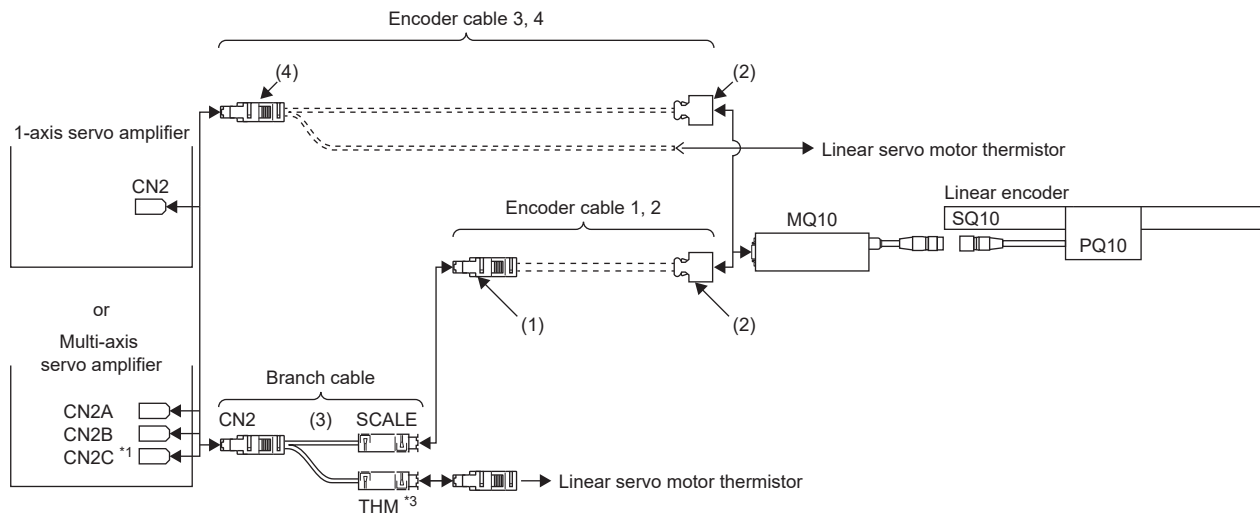 Encoder cable 3, 4
(4)
(2)
1-axis servo amplifier
Linear servo motor thermistor
CN2
Encoder cable 1, 2
MQ10
Linear encoder
SQ10
PQ10
or
(1)
(2)
Multi-axis
servo amplifier
Branch cable
CN2A
CN2
(3)
SCALE
CN2B
CN2C *1
Linear servo motor thermistor
THM *3